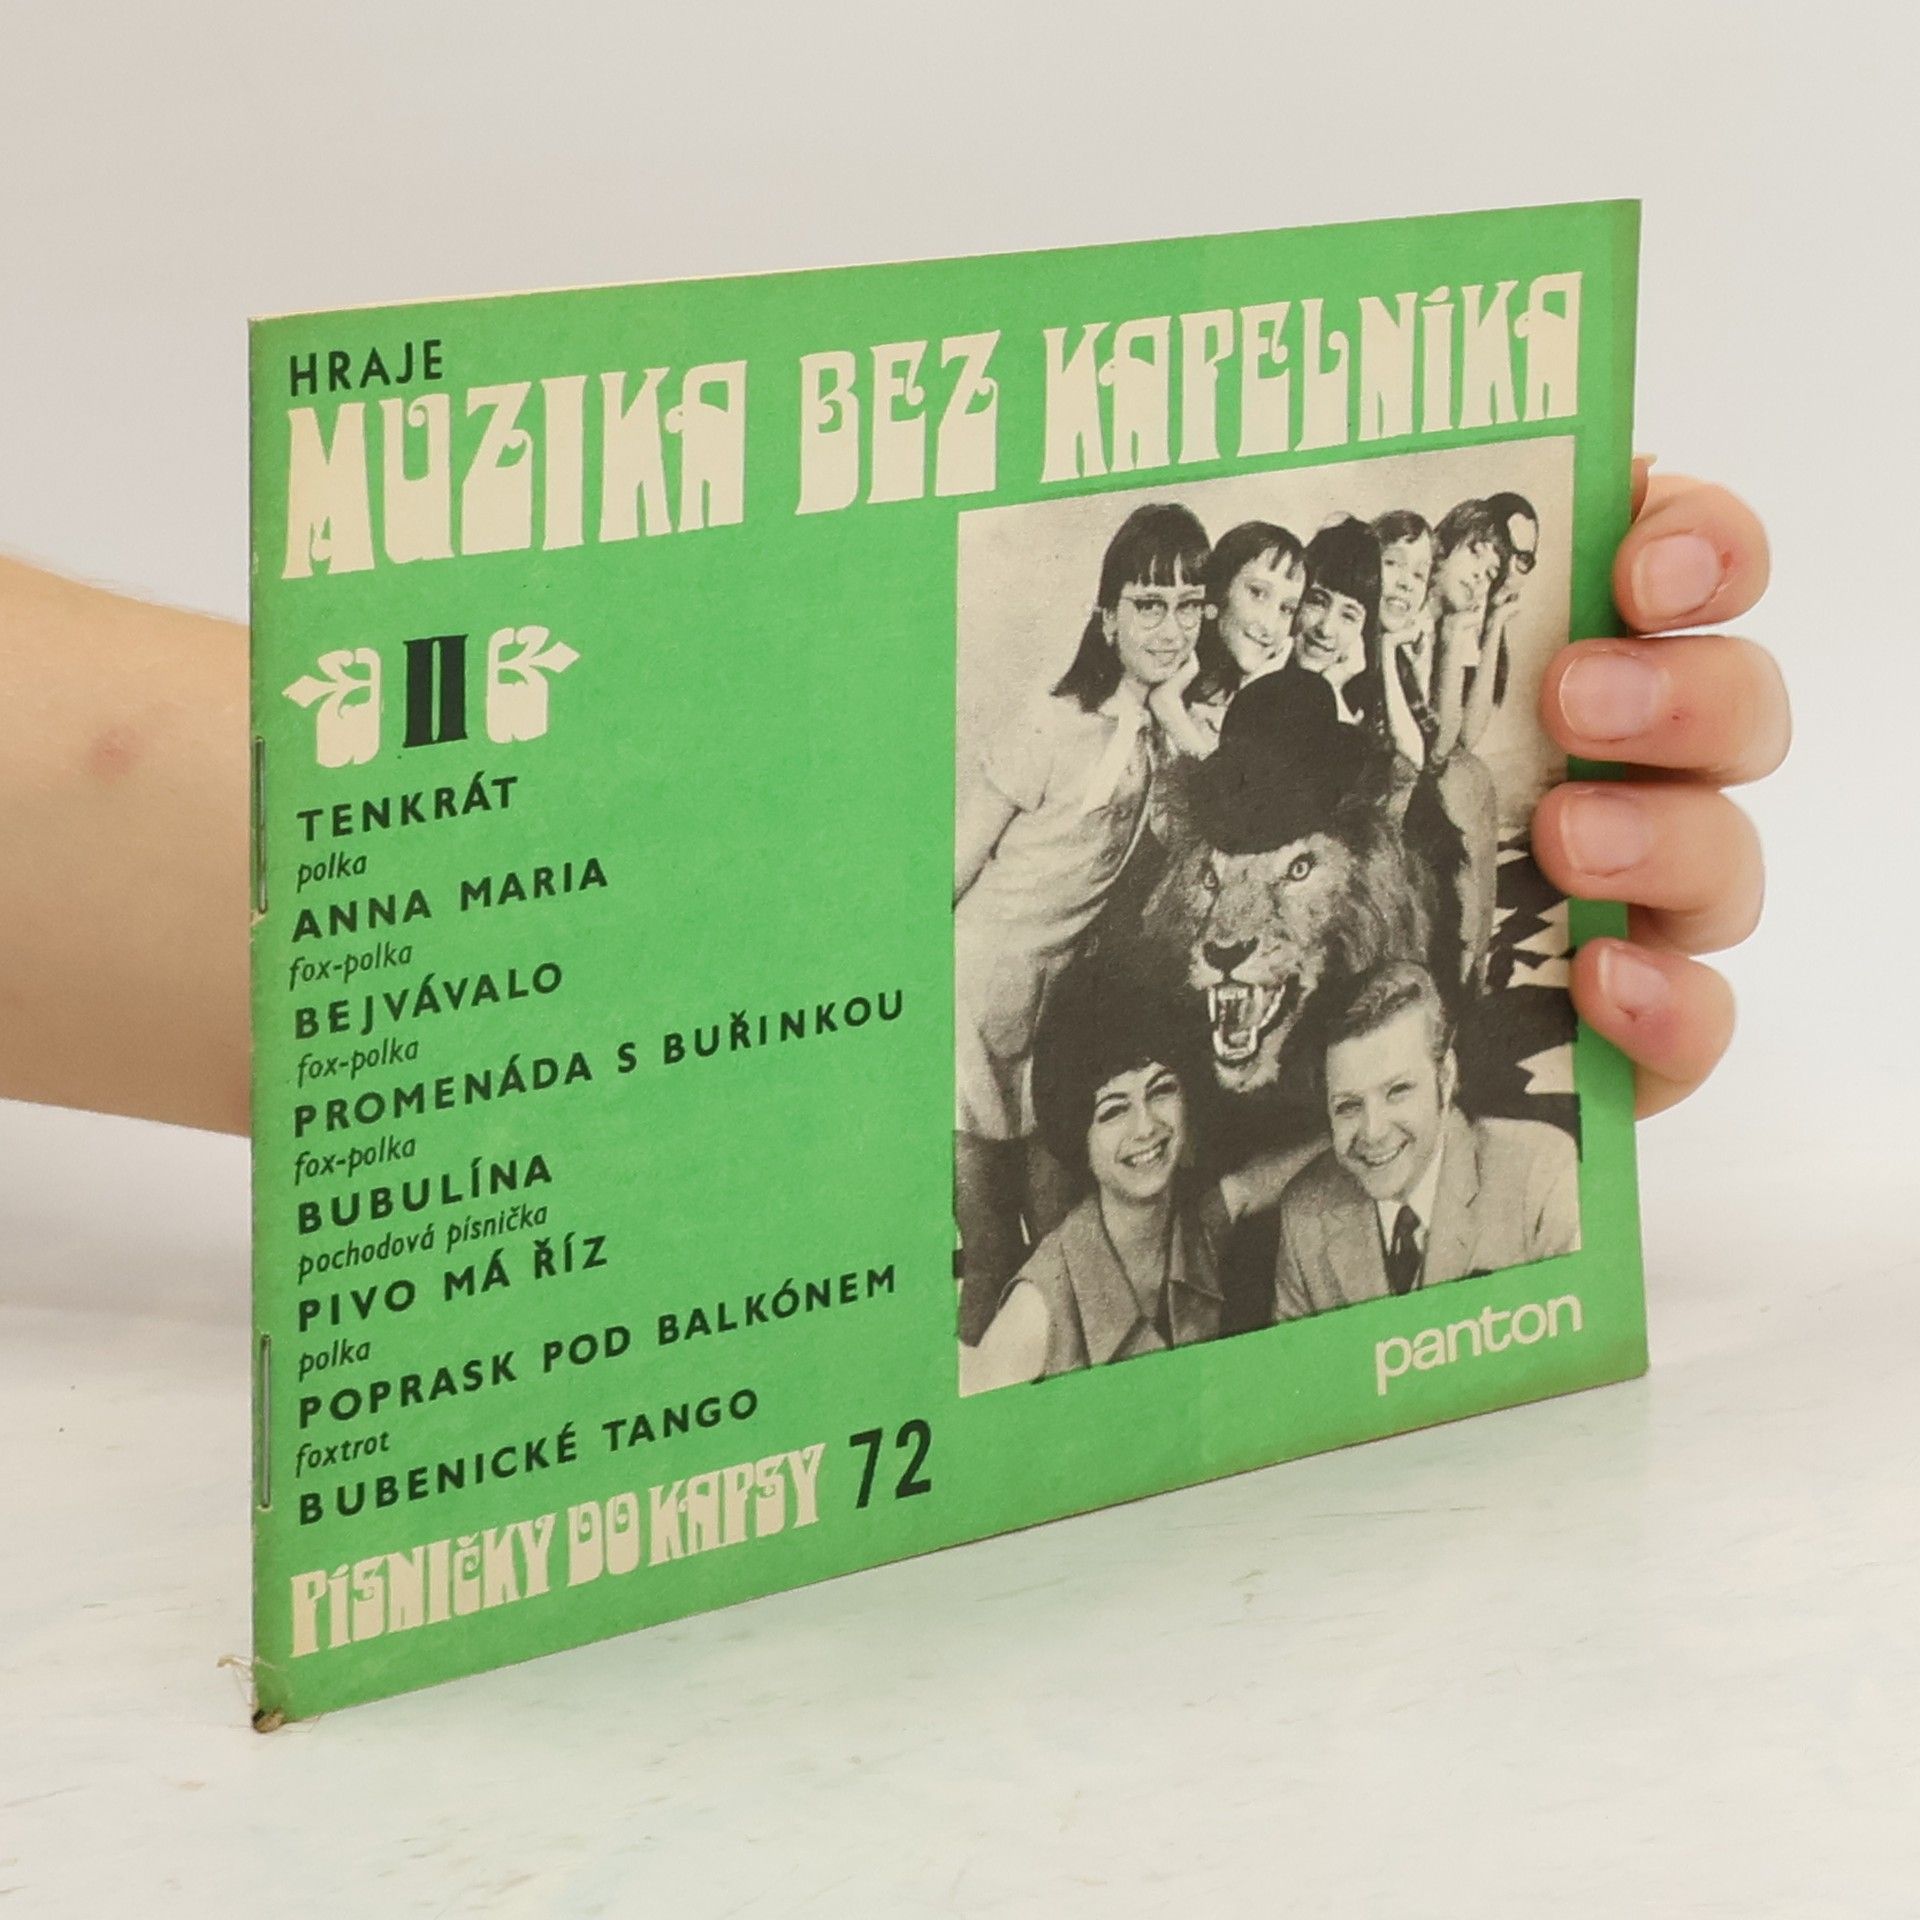 HRAJE
MUZIKA BEZ KAPELNÍKA
II
TENKRÁT
polka
ANNA MARIA
fox-polka
BEJVÁVALO
fox-polka
PROMENÁDA S BUŘINKOU
fox-polka
BUBULÍNA
pochodová písnička
PIVO MÁ ŘÍZ
polka
POPRASK POD BALKÓNEM
foxtrot
BUBENICKÉ TANGO
PÍSNIČKY DO KAPSY 72
panton